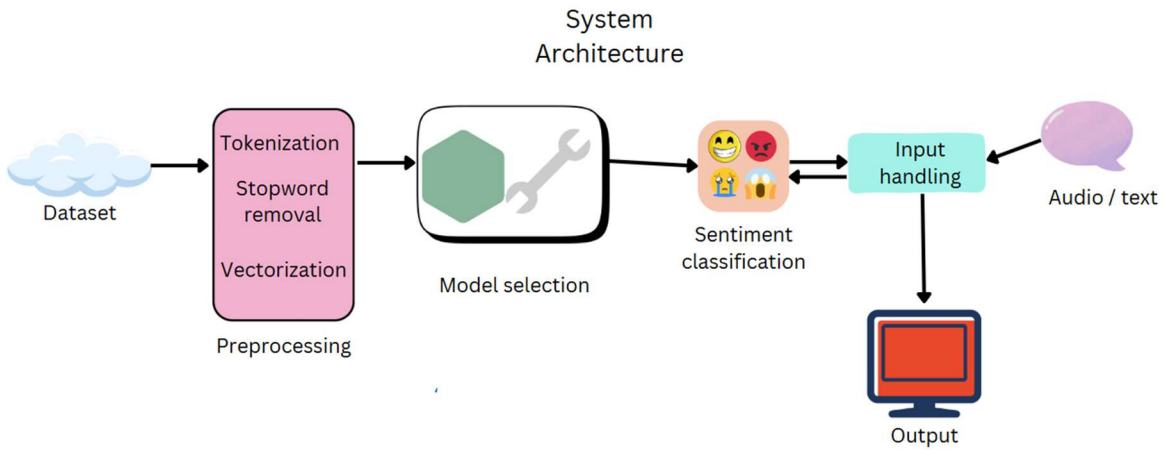 System
Architecture
Dataset
Tokenization
Stopword
removal
Vectorization
Preprocessing
Model selection
Sentiment
classification
Input
handling
Audio / text
Output